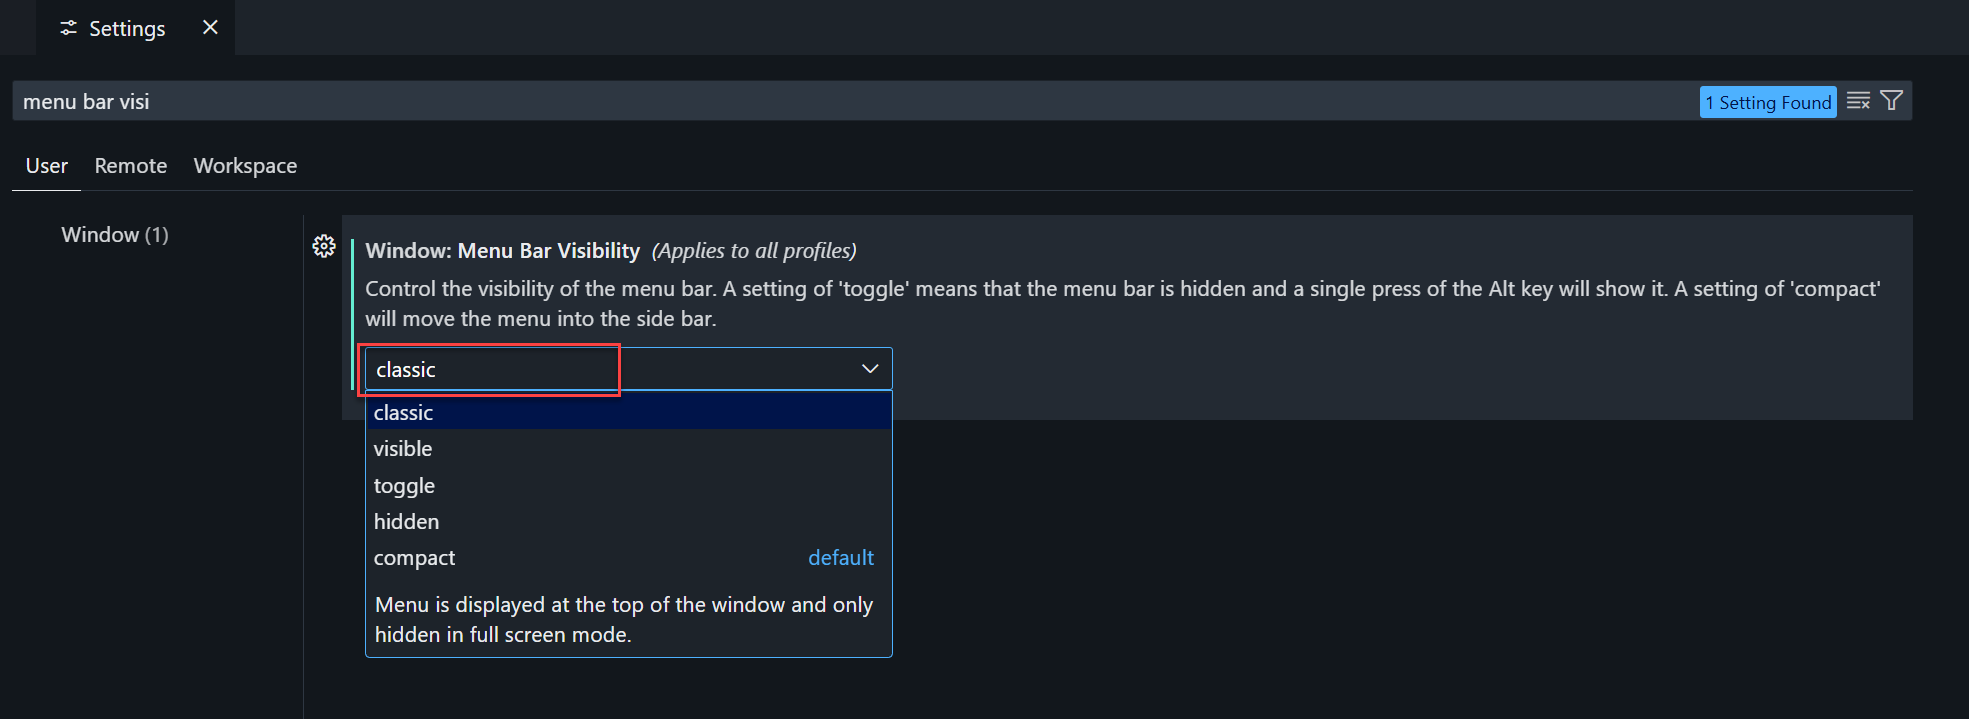 Settings
menu bar visi
1 Setting Found
User Remote Workspace
Window (1)
Window: Menu Bar Visibility (Applies to all profiles)
Control the visibility of the menu bar. A setting of 'toggle' means that the menu bar is hidden and a single press of the Alt key will show it. A setting of 'compact'
will move the menu into the side bar.
classic
classic
visible
toggle
hidden
compact default
Menu is displayed at the top of the window and only
hidden in full screen mode.